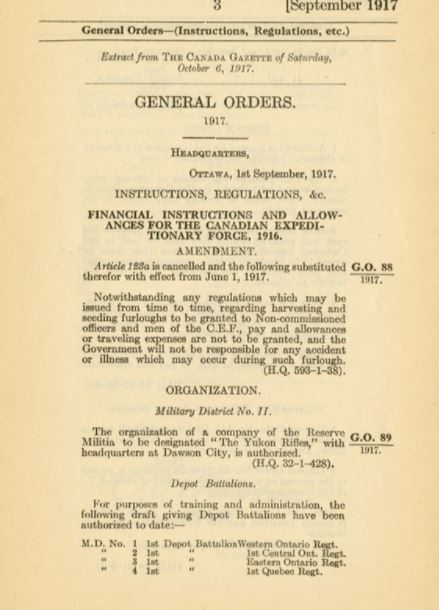 3 [September 1917
General Orders—(Instructions, Regulations, etc.)
Extract from THE CANADA GAZETTE of Saturday,
October 6, 1917.
GENERAL ORDERS.
1917.
HEADQUARTERS,
OTTAWA, 1st September, 1917.
INSTRUCTIONS, REGULATIONS, &c.
FINANCIAL INSTRUCTIONS AND ALLOW-
ANCES FOR THE CANADIAN EXPEDI-
TIONARY FORCE, 1916.
AMENDMENT.
Article 123a is cancelled and the following substituted G.O. 88
therefor with effect from June 1, 1917. 1917.
Notwithstanding any regulations which may be
issued from time to time, regarding harvesting and
seeding furloughs to be granted to Non-commissioned
officers and men of the C.E.F., pay and allowances
or traveling expenses are not to be granted, and the
Government will not be responsible for any accident
or illness which may occur during such furlough.
(H.Q. 593-1-38).
ORGANIZATION.
Military District No. II.
The organization of a company of the Reserve
Militia to be designated "The Yukon Rifles," with G.O. 89
headquarters at Dawson City, is authorized. 1917.
(H.Q. 32-1-428).
Depot Battalions.
For purposes of training and administration, the
following draft giving Depot Battalions have been
authorized to date:—
M.D. No. 1 1st Depot Battalion Western Ontario Regt.
" 2 1st " 1st Central Ont. Regt.
" 3 1st " Eastern Ontario Regt.
" 4 1st " 1st Quebec Regt.